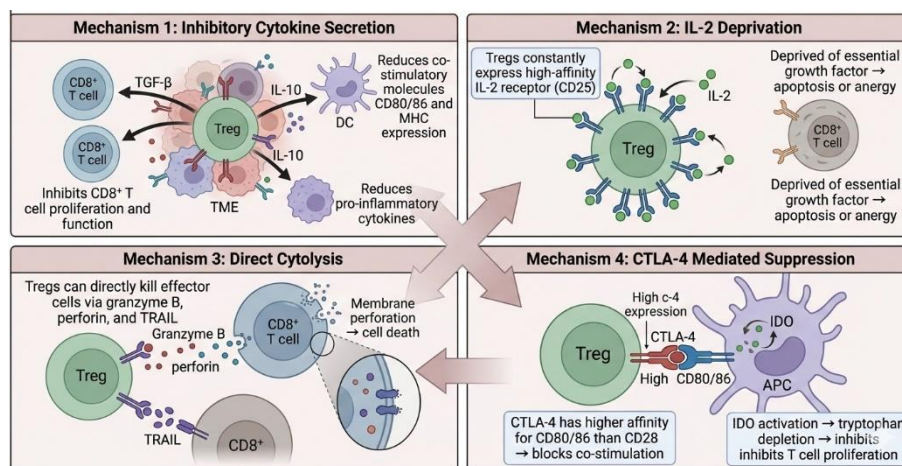 Mechanism 1: Inhibitory Cytokine Secretion
CD8⁺
T cell
TGF-β
CD8⁺
T cell
Inhibits CD8⁺ T
cell proliferation and
function
Treg
TME
IL-10
IL-10
DC
Reduces co-
stimulatory
molecules
CD80/86 and
MHC
expression
Reduces
pro-inflammatory
cytokines
Mechanism 2: IL-2 Deprivation
Tregs constantly
express high-affinity
IL-2 receptor (CD25)
Treg
IL-2
Deprived of essential
growth factor →
apoptosis or anergy
CD8⁺
T cell
Deprived of essential
growth factor →
apoptosis or anergy
Mechanism 3: Direct Cytolysis
Tregs can directly kill effector
cells via granzyme B,
perforin, and TRAIL
Granzyme B
perforin
Treg
TRAIL
CD8⁺
T cell
CD8⁺
Membrane
perforation
→ cell death
Mechanism 4: CTLA-4 Mediated Suppression
High c-4
expression
CTLA-4
Treg
High
CD80/86
IDO
APC
CTLA-4 has higher affinity
for CD80/86 than CD28
→ blocks co-stimulation
IDO activation → tryptophar
depletion → inhibits
inhibits T cell proliferation